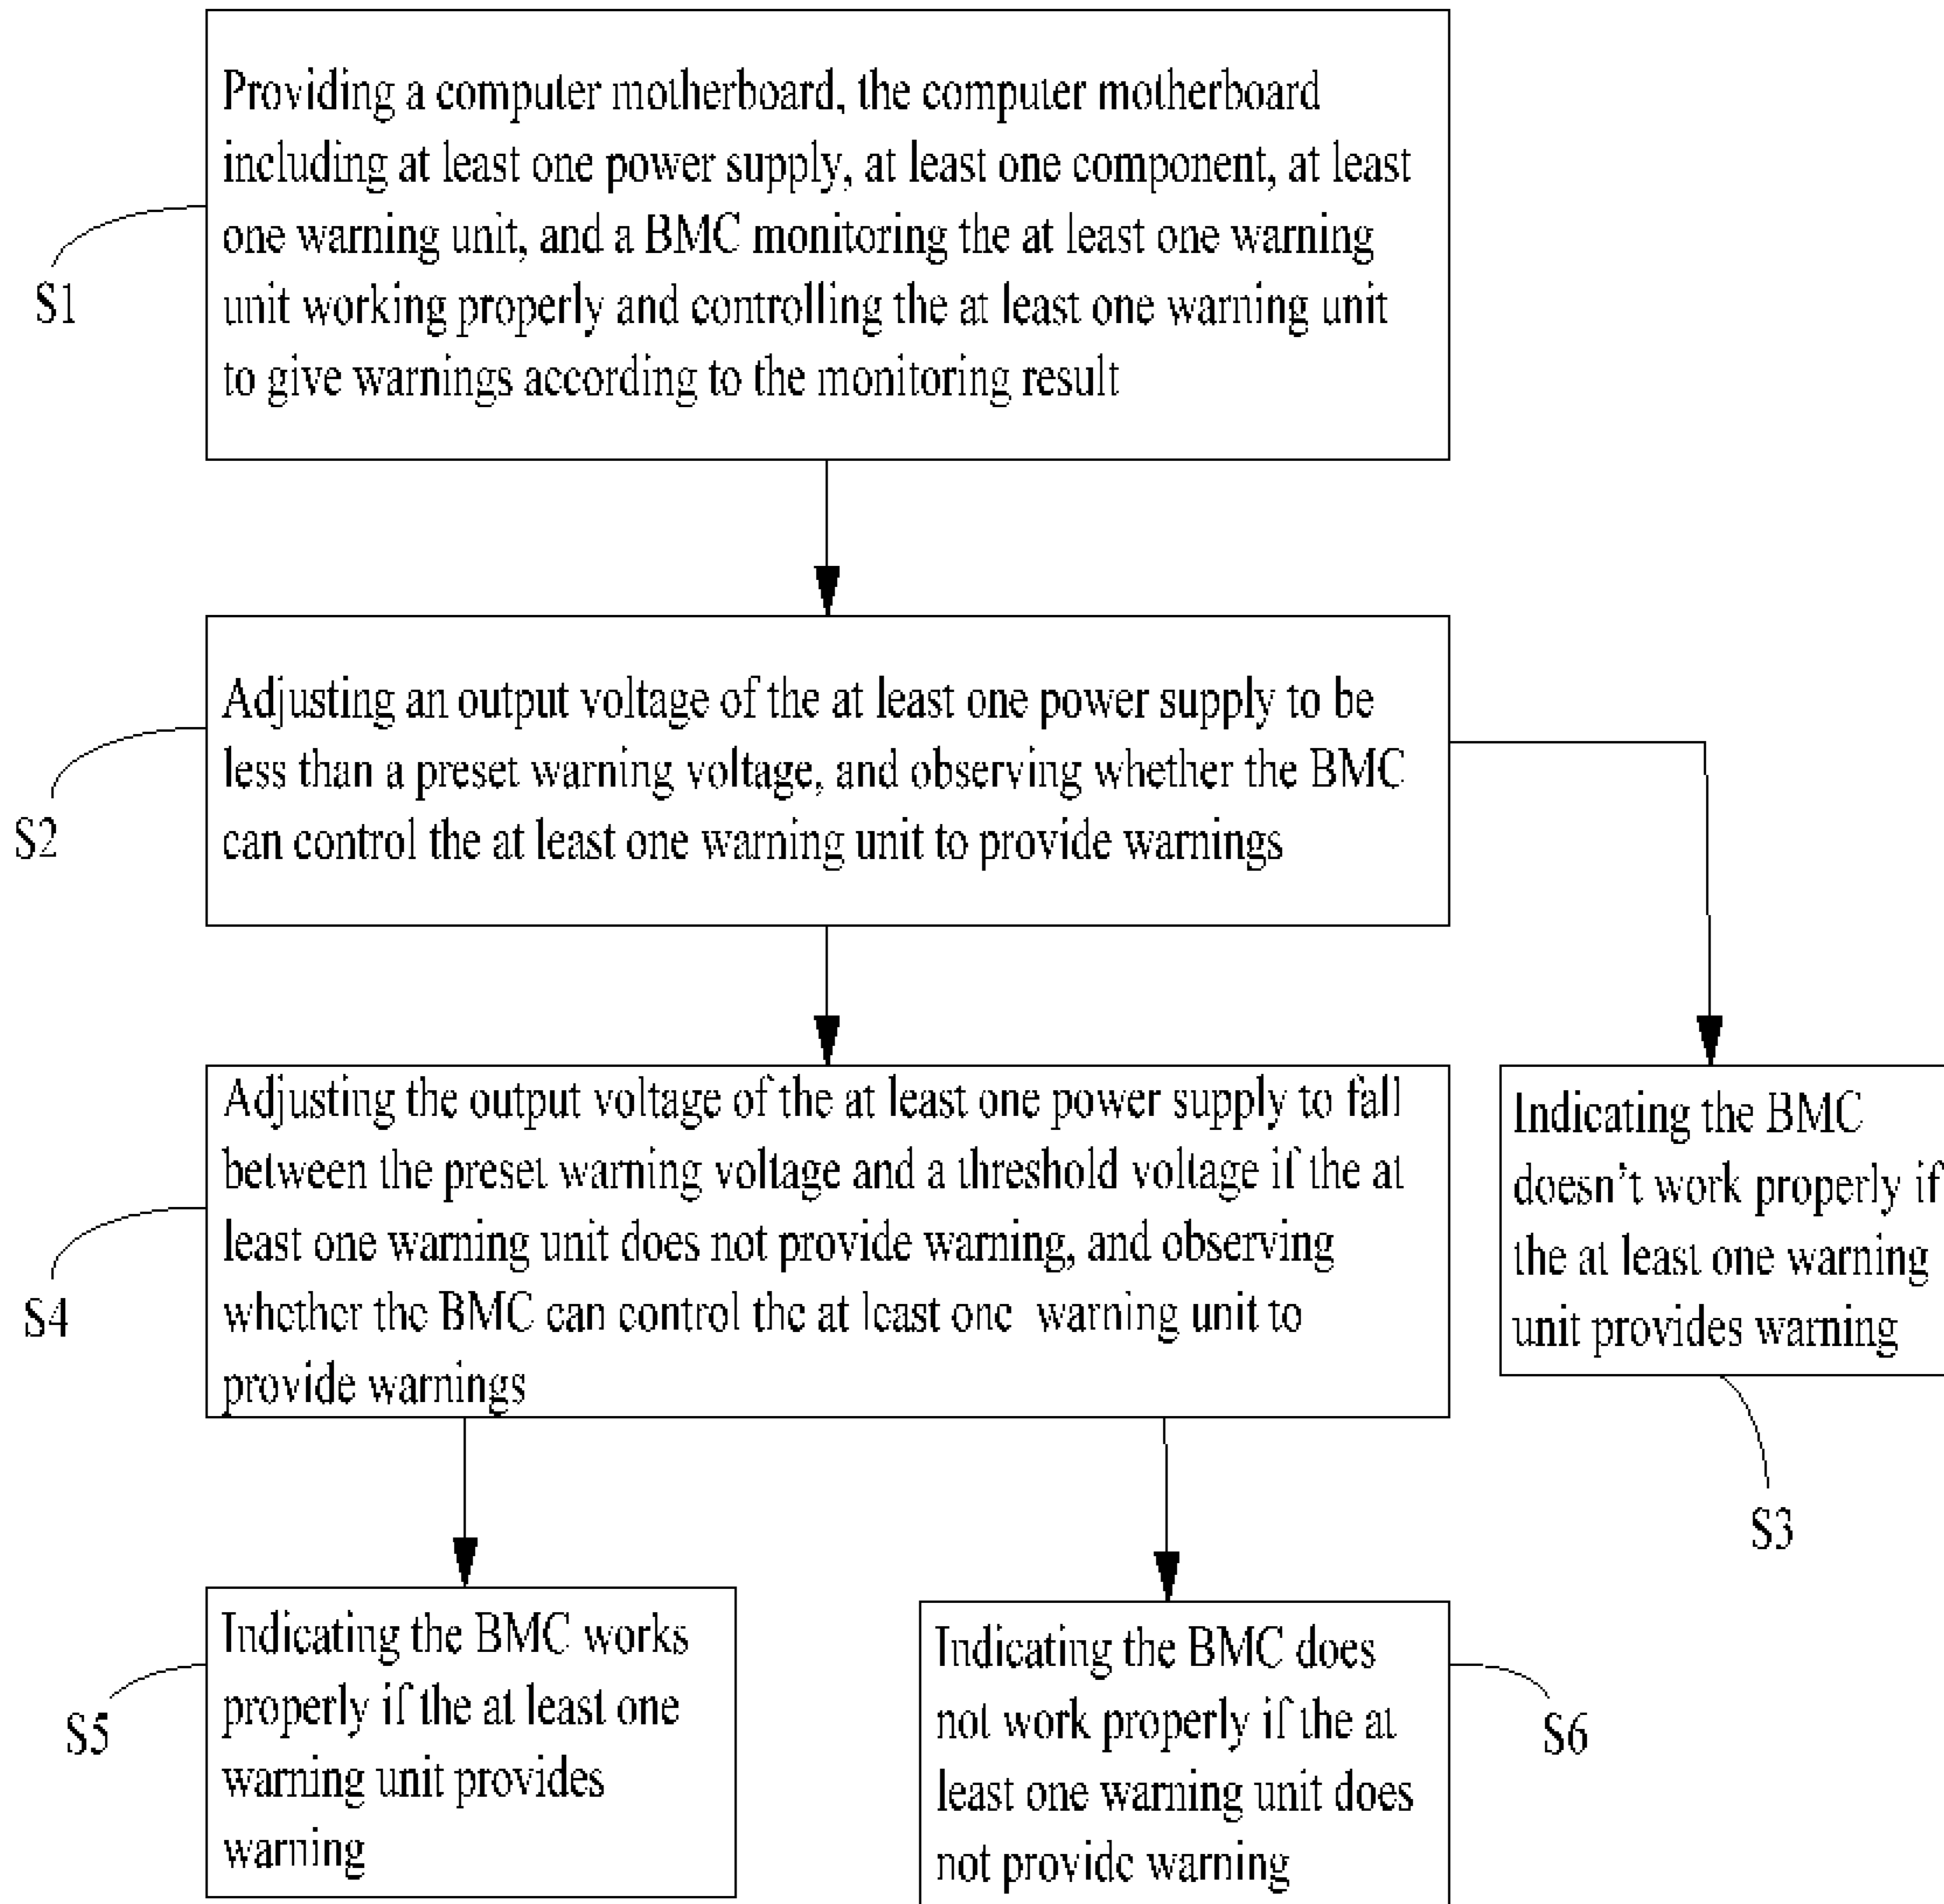 Providing a computer motherboard, the computer motherboard
including at least one power supply, at least one component, at least
one warning unit, and a BMC monitoring the at least one warning
unit working properly and controlling the at least one warning unit
to give warnings according to the monitoring result
S1
Adjusting an output voltage of the at least one power supply to be
less than a preset warning voltage, and observing whether the BMC
can control the at least one warning unit to provide warnings
S2
Adjusting the output voltage of the at least one power supply to fall
between the preset warning voltage and a threshold voltage if the at
least one warning unit does not provide warning, and observing
whether the BMC can control the at least one warning unit to
provide warnings
S4
Indicating the BMC
doesn't work properly if
the at least one warning
unit provides warning
S3
Indicating the BMC works
properly if the at least one
warning unit provides
warning
S5
Indicating the BMC does
not work properly if the at
least one warning unit does
not provide warning
S6